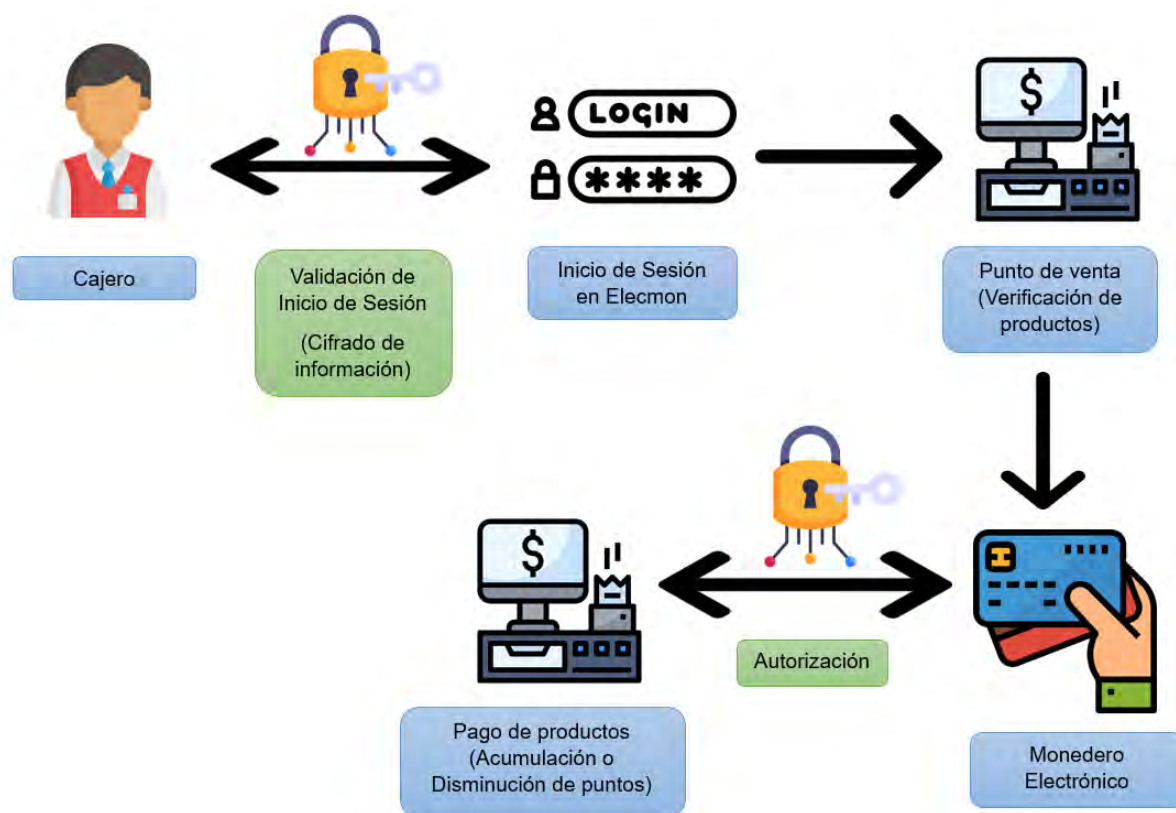 LOGIN
****
$
Cajero
Validación de
Inicio de Sesión
(Cifrado de
información)
Inicio de Sesión
en Elecmon
Punto de venta
(Verificación de
productos)
$
Autorización
Pago de productos
(Acumulación o
Disminución de puntos)
Monedero
Electrónico